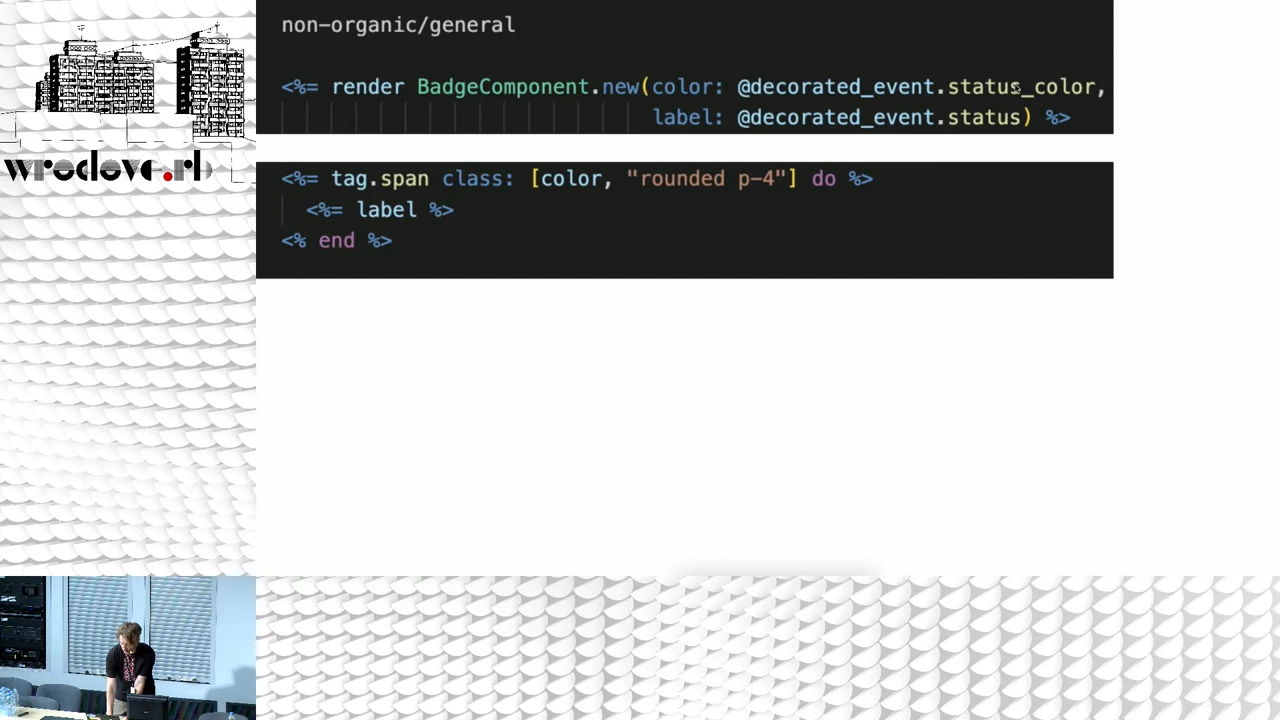 wroclove.rb
non-organic/general
<%= render BadgeComponent.new(color: @decorated_event.status_color,
label: @decorated_event.status) %>
<%= tag.span class: [color, "rounded p-4"] do %>
<%= label %>
<% end %>